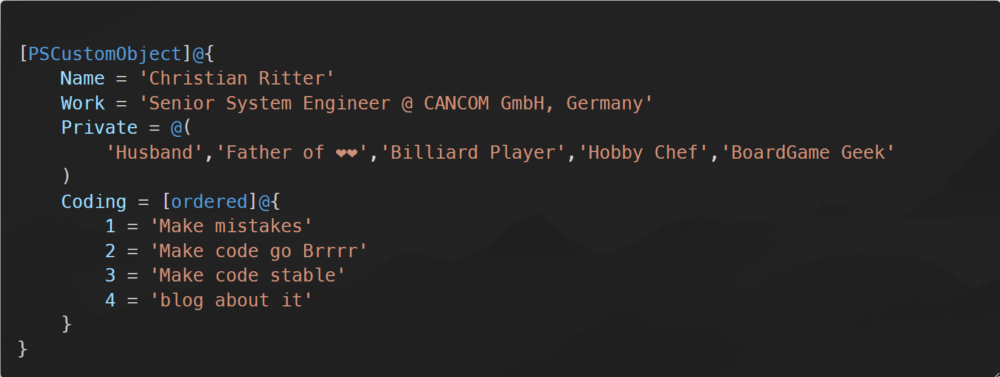 [PSCustomObject]@{
    Name = 'Christian Ritter'
    Work = 'Senior System Engineer @ CANCOM GmbH, Germany'
    Private = @(
        'Husband','Father of ❤❤','Billiard Player','Hobby Chef','BoardGame Geek'
    )
    Coding = [ordered]@{
        1 = 'Make mistakes'
        2 = 'Make code go Brrrr'
        3 = 'Make code stable'
        4 = 'blog about it'
    }
}